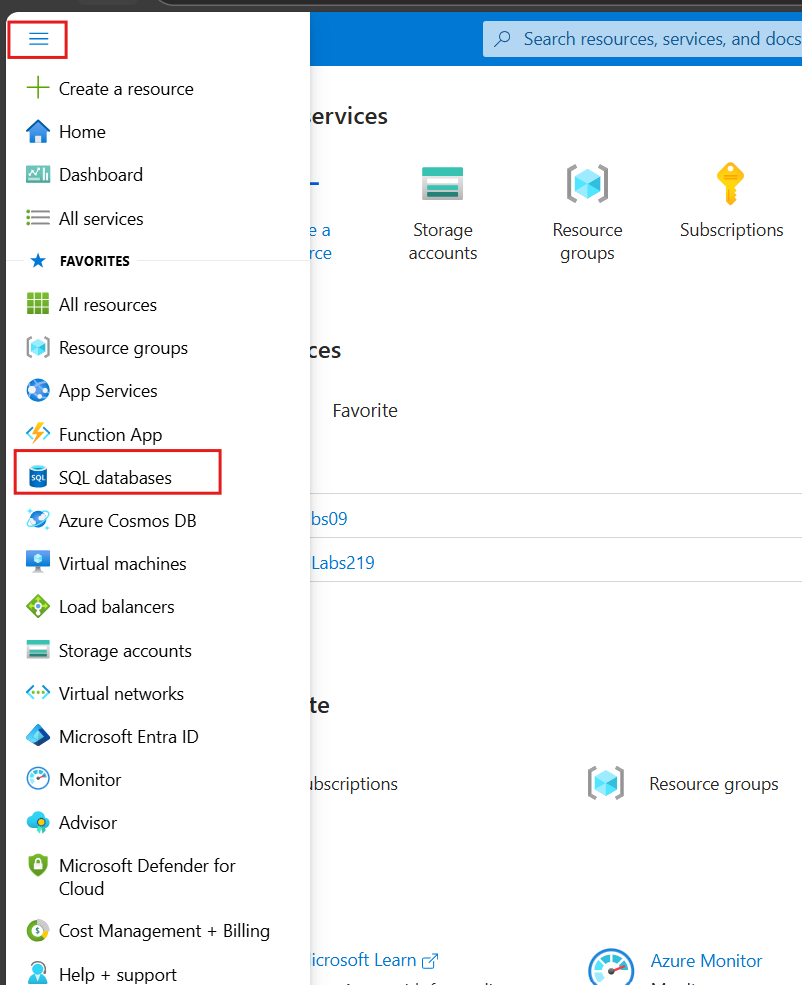 Search resources, services, and docs
Create a resource
Home
Dashboard
All services
FAVORITES
All resources
Resource groups
App Services
Function App
SQL databases
Azure Cosmos DB
Virtual machines
Load balancers
Storage accounts
Virtual networks
Microsoft Entra ID
Monitor
Advisor
Microsoft Defender for
Cloud
Cost Management + Billing
Help + support
ervices
e a
rce
Storage
accounts
Resource
groups
Subscriptions
ces
Favorite
bs09
Labs219
te
ubscriptions
Resource groups
icrosoft Learn
Azure Monitor